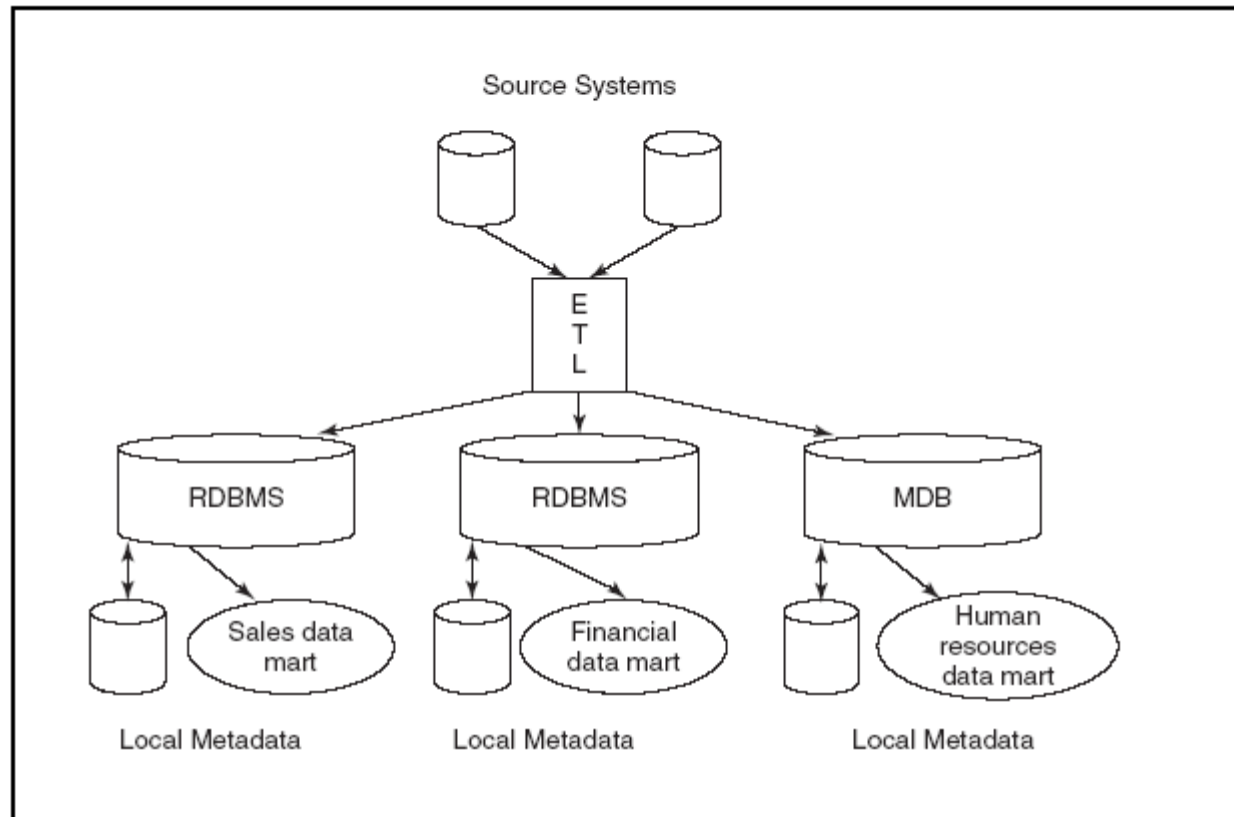 Source Systems
E
T
L
RDBMS
RDBMS
MDB
Sales data
mart
Financial
data mart
Human
resources
data mart
Local Metadata
Local Metadata
Local Metadata